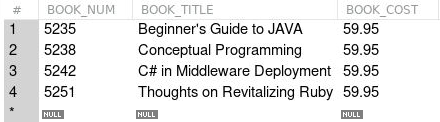 # BOOK_NUM BOOK_TITLE BOOK_COST
1 5235 Beginner's Guide to JAVA 59.95
2 5238 Conceptual Programming 59.95
3 5242 C# in Middleware Deployment 59.95
4 5251 Thoughts on Revitalizing Ruby 59.95
* NULL NULL NULL